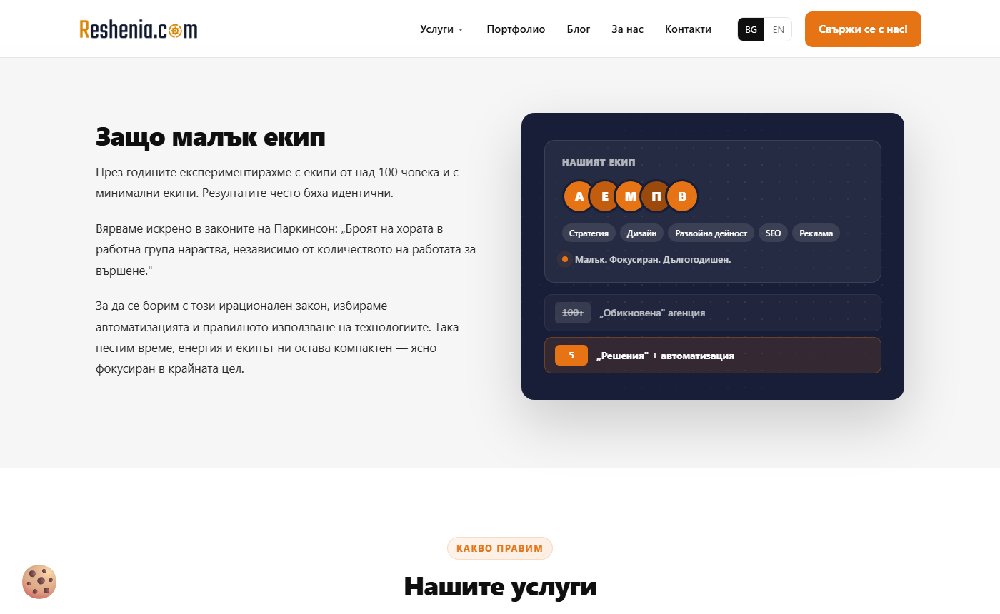 Reshenia.com
Услуги
Портфолио
Блог
За нас
Контакти
BG
EN
Свържи се с нас!
Защо малък екип
През годините експериментирахме с екипи от над 100 човека и с
минимални екипи. Резултатите често бяха идентични.
Вярваме искрено в законите на Паркинсон: „Броят на хората в
работна група нараства, независимо от количеството на работата за
вършене."
За да се борим с този ирационален закон, избираме
автоматизацията и правилното използване на технологиите. Така
пестим време, енергия и екипът ни остава компактен — ясно
фокусиран в крайната цел.
НАШИЯТ ЕКИП
А Е М П В
Стратегия
Дизайн
Развойна дейност
SEO
Реклама
Малък. Фокусиран. Дългогодишен.
100+ „Обикновена" агенция
5 „Решения" + автоматизация
КАКВО ПРАВИМ
Нашите услуги